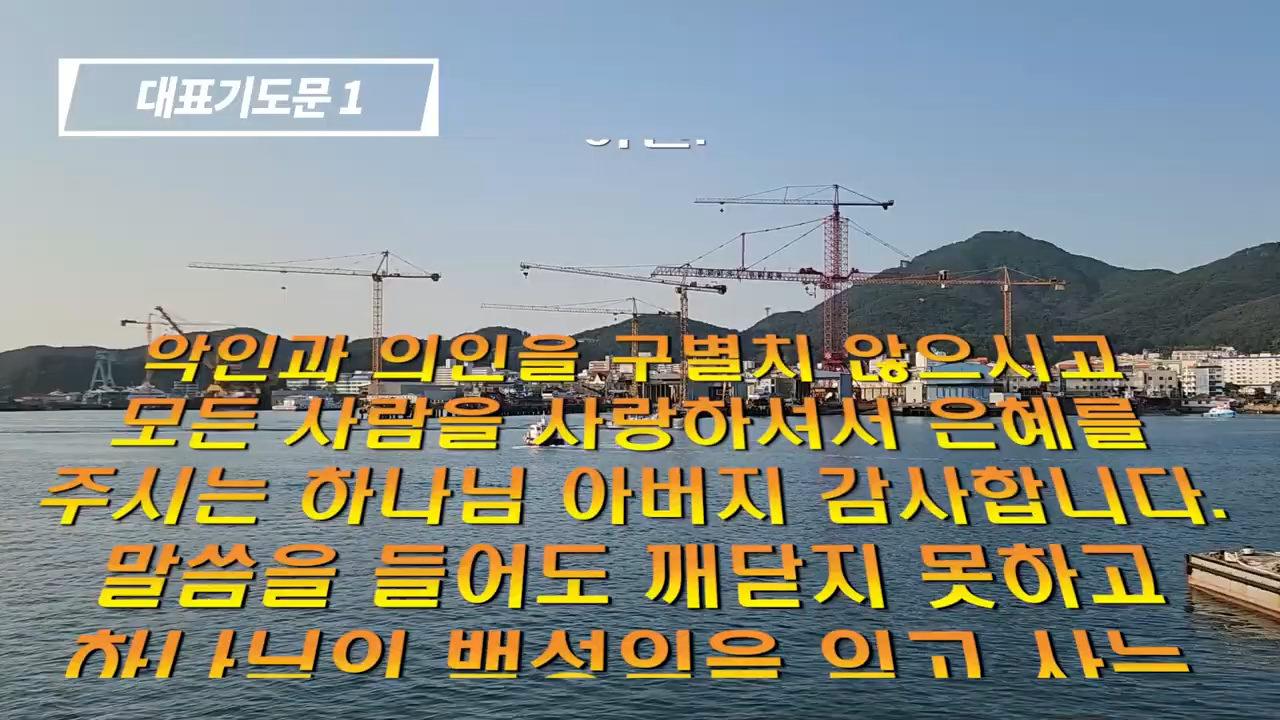 대표기도문 1
악인과 의인을 구별치 않으시고
모든 사람을 사랑하셔서 은혜를
주시는 하나님 아버지 감사합니다.
말씀을 들어도 깨닫지 못하고
하나님의 백성임을 잊고 사는